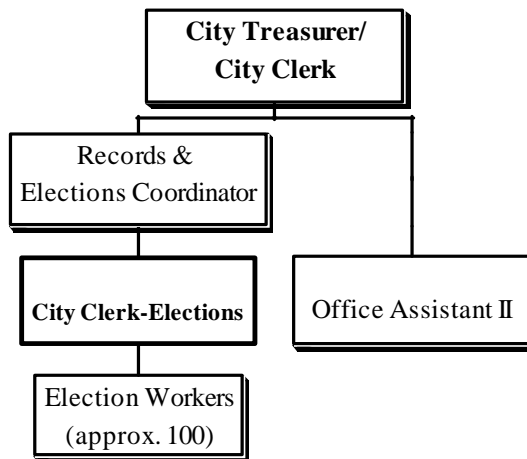 City Treasurer/
City Clerk
Records &
Elections Coordinator
City Clerk-Elections
Office Assistant II
Election Workers
(approx. 100)